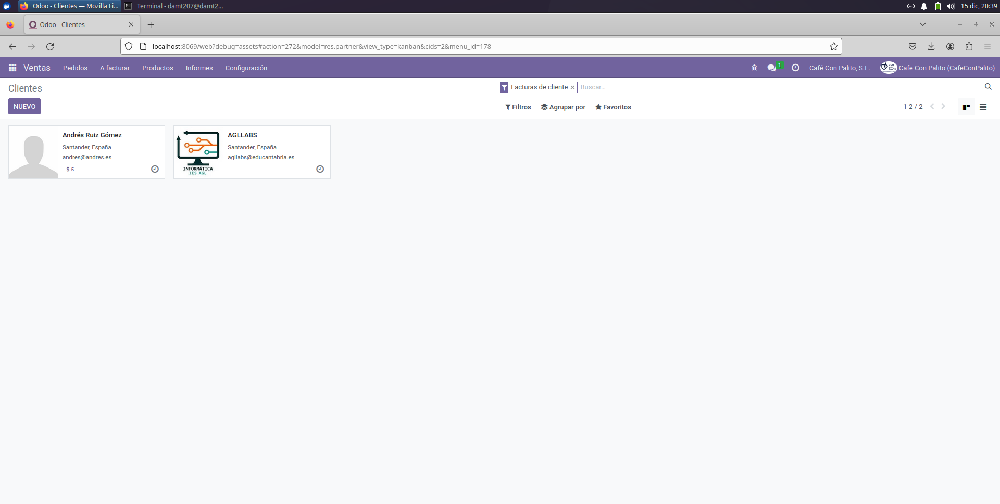 Odoo - Clientes — Mozilla Fi...
Terminal - damt207@damt2...
15 dic, 20:39
Odoo - Clientes
localhost:8069/web?debug=assets#action=272&model=res.partner&view_type=kanban&cids=2&menu_id=178
Ventas
Pedidos
A facturar
Productos
Informes
Configuración
1
Café Con Palito, S.L.
CAFÉ CON PALITO
Cafe Con Palito (CafeConPalito)
Clientes
Facturas de cliente
Buscar...
NUEVO
Filtros
Agrupar por
Favoritos
1-2 / 2
Andrés Ruiz Gómez
Santander, España
andres@andres.es
$ 5
AGLLABS
Santander, España
agllabs@educantabria.es
INFORMÁTICA
IES AGL